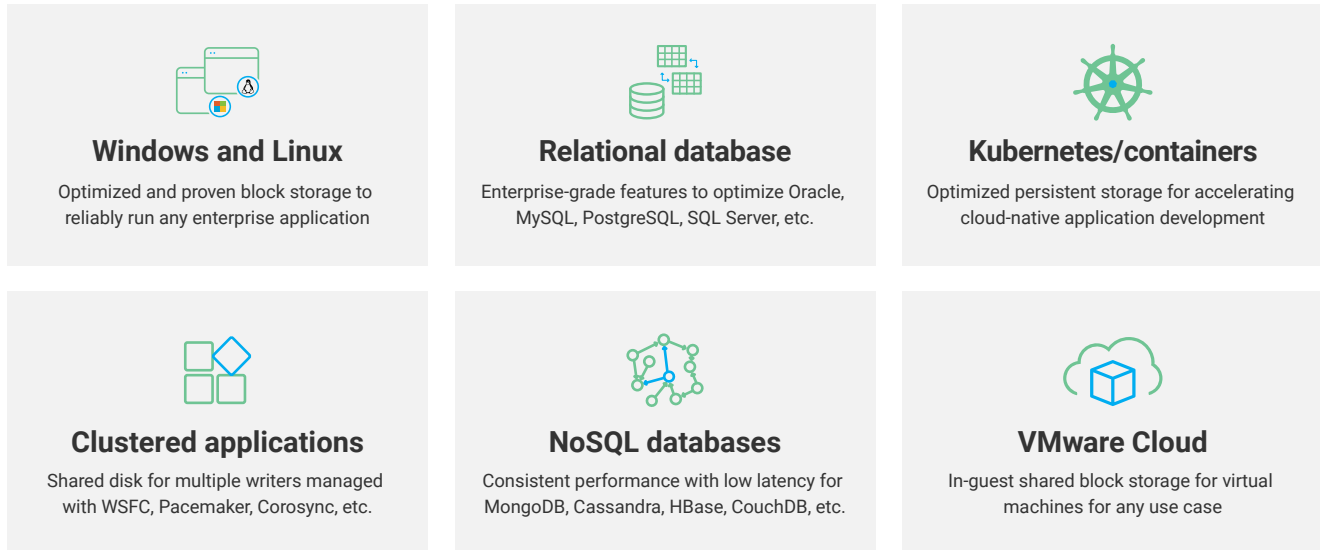 Windows and Linux
Optimized and proven block storage to
reliably run any enterprise application
Relational database
Enterprise-grade features to optimize Oracle,
MySQL, PostgreSQL, SQL Server, etc.
Kubernetes/containers
Optimized persistent storage for accelerating
cloud-native application development
Clustered applications
Shared disk for multiple writers managed
with WSFC, Pacemaker, Corosync, etc.
NoSQL databases
Consistent performance with low latency for
MongoDB, Cassandra, HBase, CouchDB, etc.
VMware Cloud
In-guest shared block storage for virtual
machines for any use case